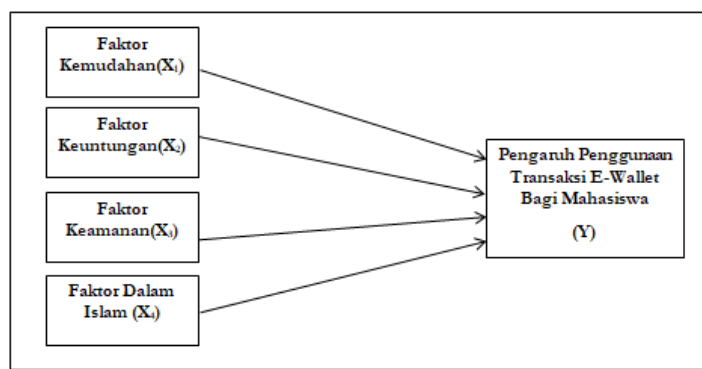 Faktor
Kemudahan(X₁)
Faktor
Keuntungan(X₂)
Faktor
Keamanan(X₃)
Faktor Dalam
Islam (X₄)
Pengaruh Penggunaan
Transaksi E-Wallet
Bagi Mahasiswa
(Y)